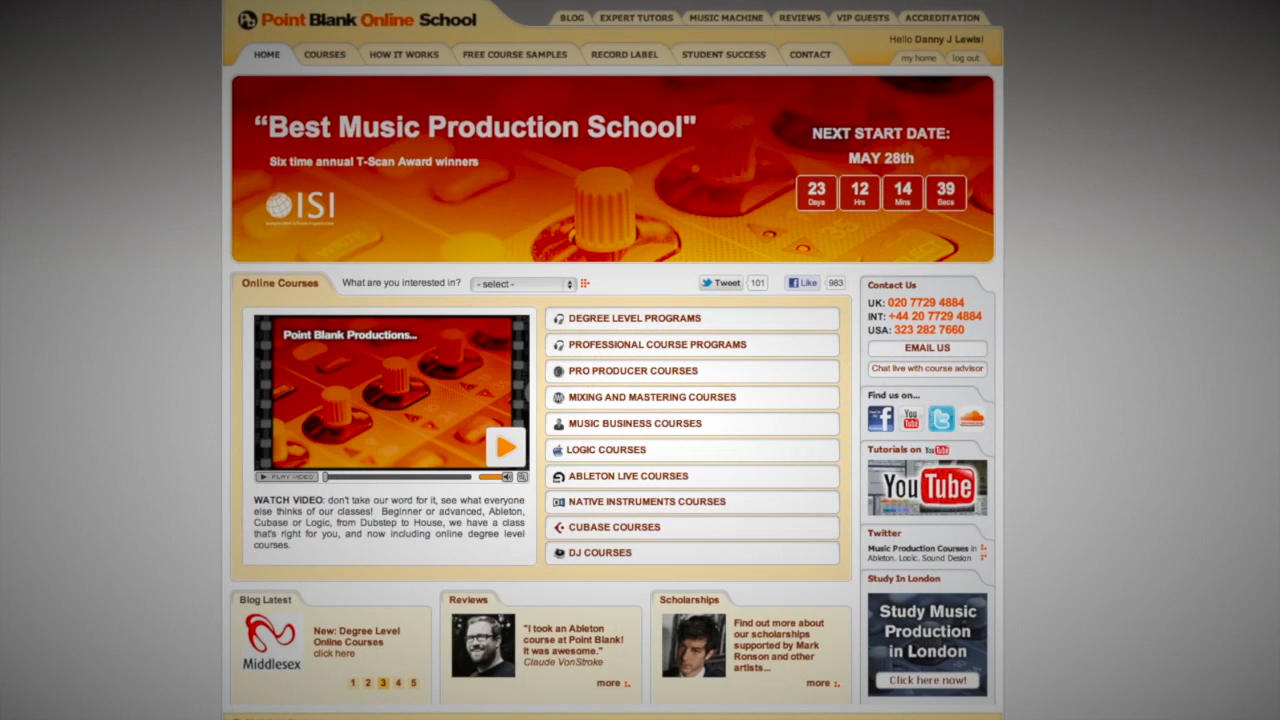 Point Blank Online School
BLOG
EXPERT TUTORS
MUSIC MACHINE
REVIEWS
VIP GUESTS
ACCREDITATION
Hello Danny J Lewis!
HOME
COURSES
HOW IT WORKS
FREE COURSE SAMPLES
RECORD LABEL
STUDENT SUCCESS
CONTACT
my home
log out
“Best Music Production School"
Six time annual T-Scan Award winners
ISI
NEXT START DATE:
MAY 28th
23 12 14 39
Days Hrs Mins Secs
Online Courses
What are you interested in?
- select -
Tweet
101
Like
983
Point Blank Productions...
PLAY VIDEO
WATCH VIDEO: don't take our word for it, see what everyone
else thinks of our classes! Beginner or advanced, Ableton,
Cubase or Logic, from Dubstep to House, we have a class
that's right for you, and now including online degree level
courses.
DEGREE LEVEL PROGRAMS
PROFESSIONAL COURSE PROGRAMS
PRO PRODUCER COURSES
MIXING AND MASTERING COURSES
MUSIC BUSINESS COURSES
LOGIC COURSES
ABLETON LIVE COURSES
NATIVE INSTRUMENTS COURSES
CUBASE COURSES
DJ COURSES
Contact Us
UK: 020 7729 4884
INT: +44 20 7729 4884
USA: 323 282 7660
EMAIL US
Chat live with course advisor
Find us on...
You Tube
Tutorials on YouTube
YouTube
Twitter
Music Production Courses in
Ableton, Logic, Sound Design
Study In London
Study Music
Production
in London
Click here now!
Blog Latest
Middlesex
New: Degree Level
Online Courses
click here
1 2 3 4 5
Reviews
"I took an Ableton
course at Point Blank!
It was awesome."
Claude VonStroke
more
Scholarships
Find out more about
our scholarships
supported by Mark
Ronson and other
artists...
more